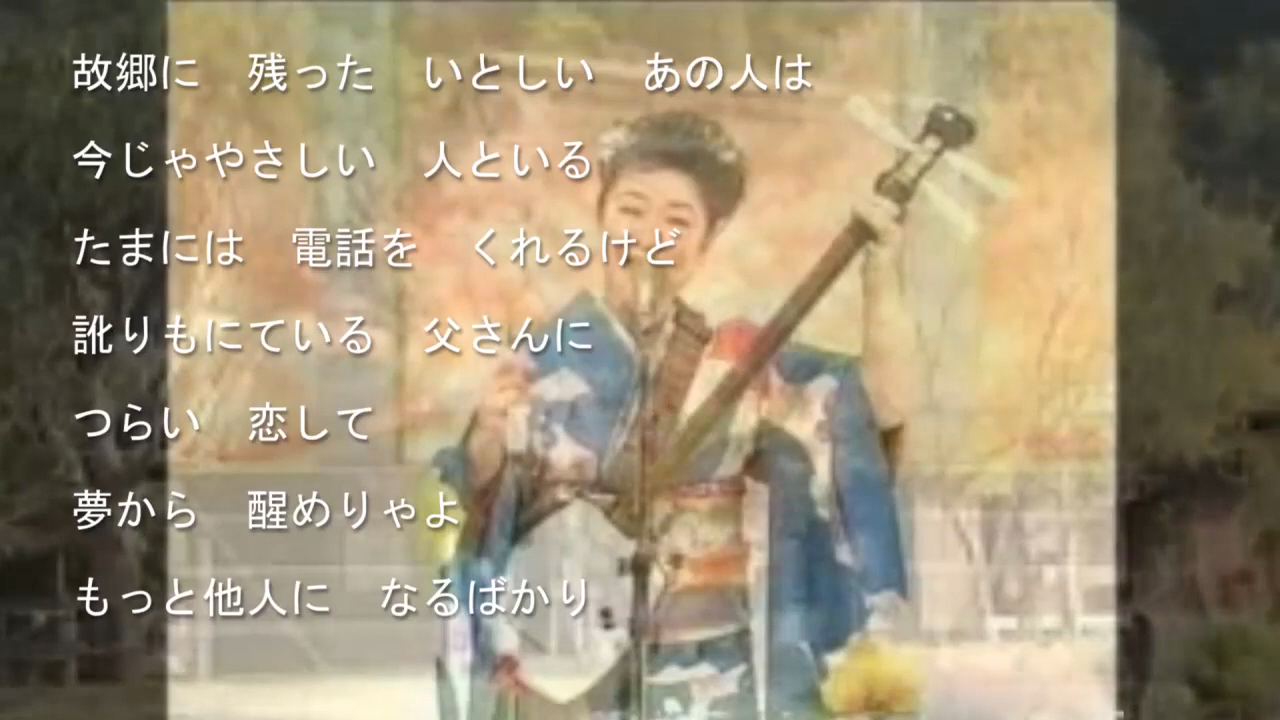 故郷に　残った　いとしい　あの人は
今じゃやさしい　人といる
たまには　電話を　くれるけど
訛りもにている　父さんに
つらい　恋して
夢から　醒めりゃよ
もっと他人に　なるばかり